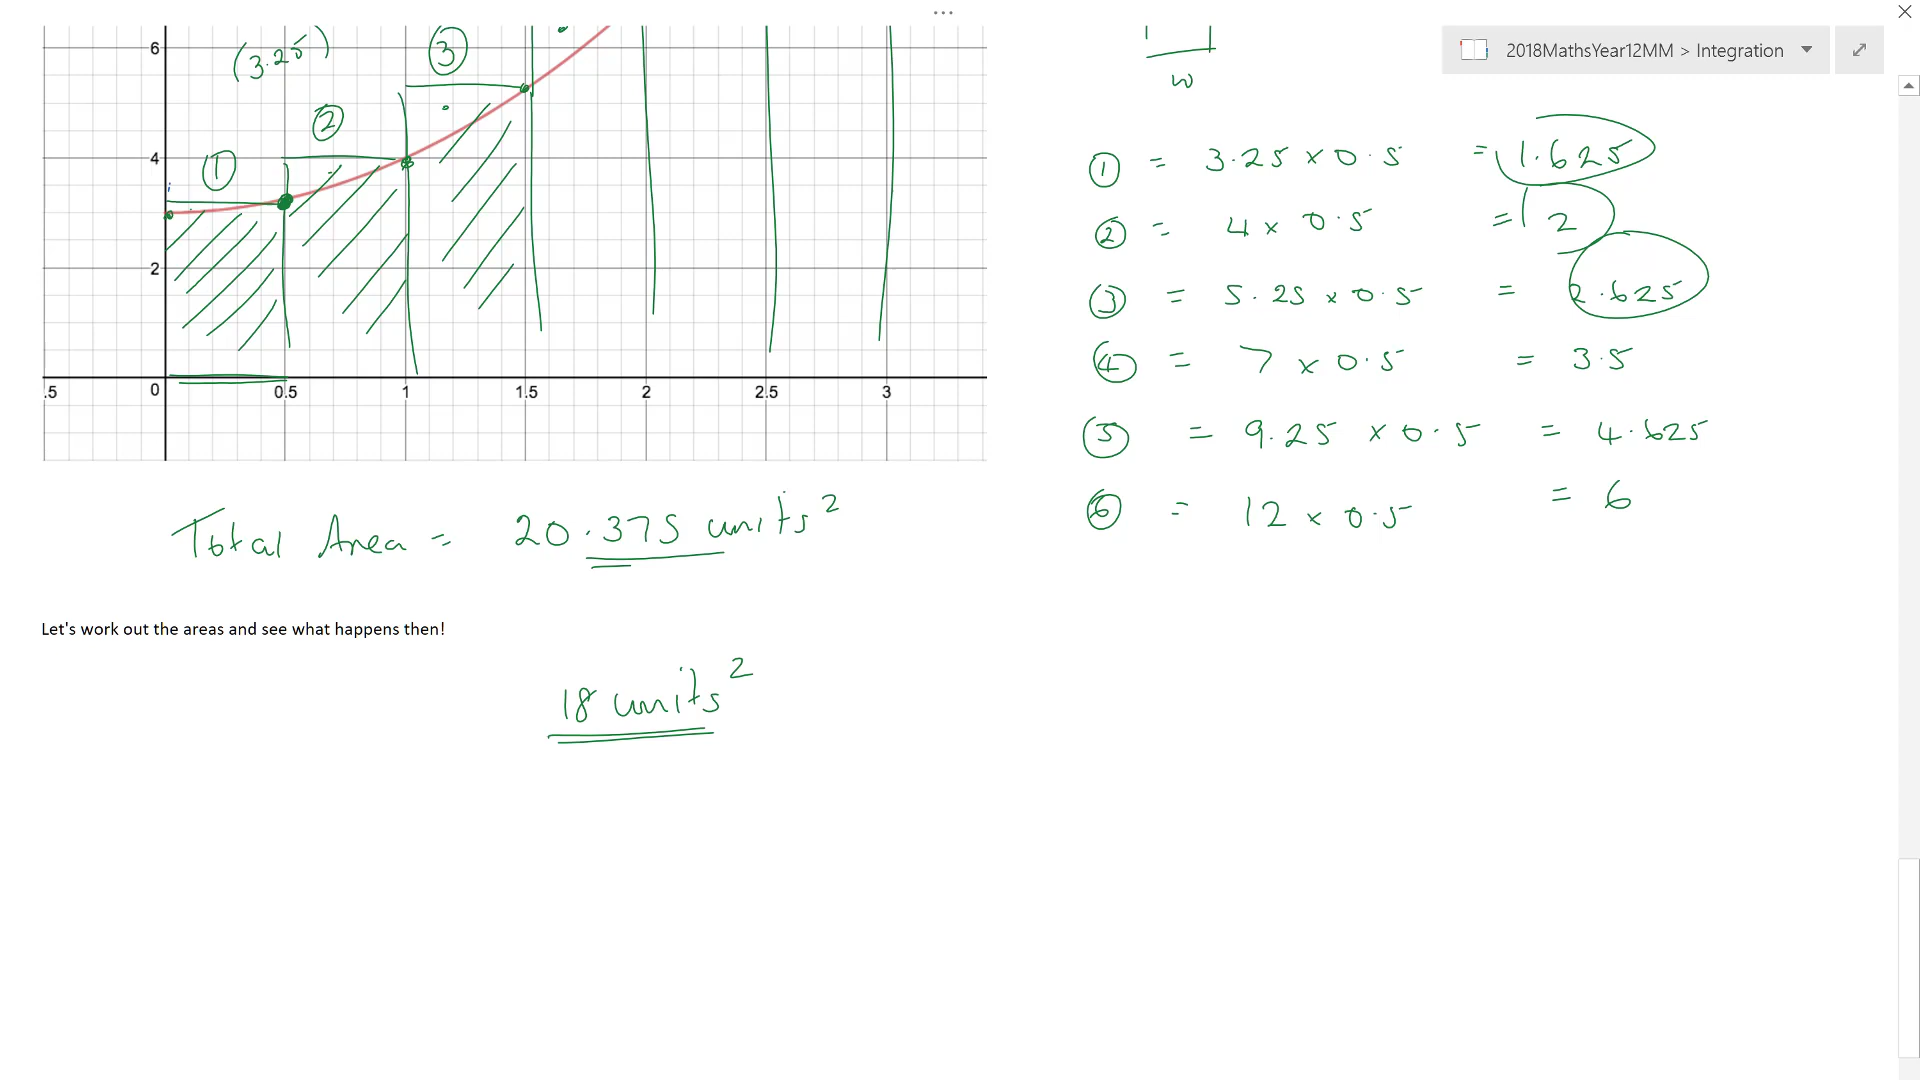 ...
2018MathsYear12MM > Integration
6
(3.25)
③
w
②
4
①
① = 3.25 × 0.5 = 1.625
② = 4 × 0.5 = 2
2
③ = 5.25 × 0.5 = 2.625
④ = 7 × 0.5 = 3.5
.5 0 0.5 1 1.5 2 2.5 3
⑤ = 9.25 × 0.5 = 4.625
⑥ = 12 × 0.5 = 6
Total Area = 20.375 units²
Let's work out the areas and see what happens then!
18 units²